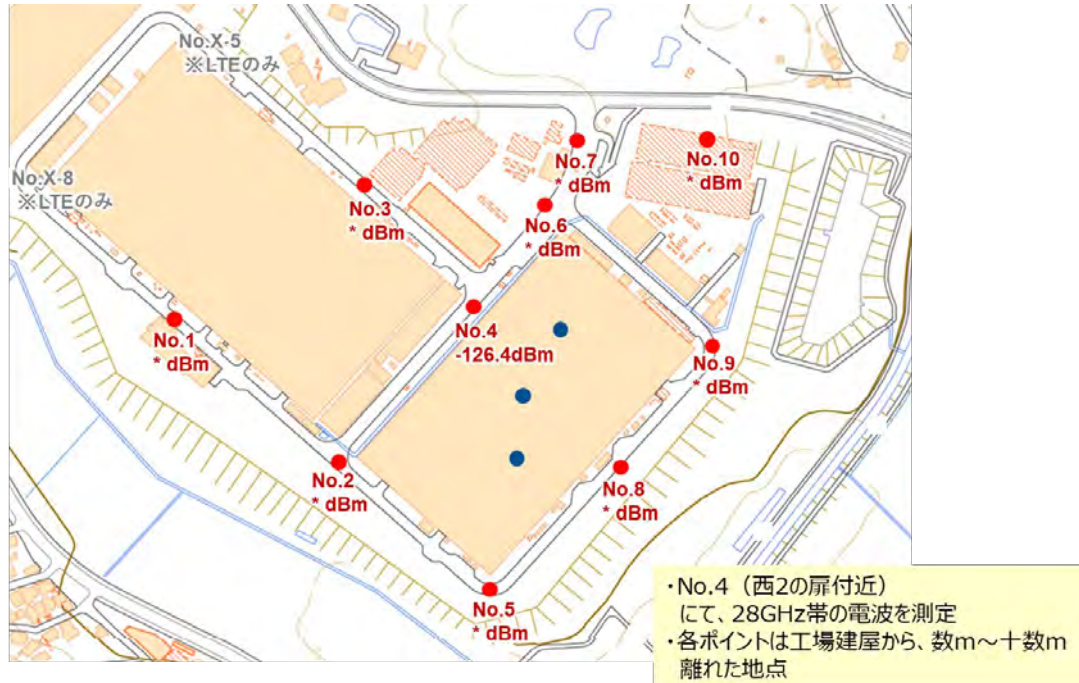 No.X-5
※LTEのみ
No.X-8
※LTEのみ
No.7
* dBm
No.10
* dBm
No.3
* dBm
No.6
* dBm
No.4
-126.4dBm
No.1
* dBm
No.9
* dBm
No.2
* dBm
No.8
* dBm
No.5
* dBm
・No.4（西2の扉付近）
にて、28GHz帯の電波を測定
・各ポイントは工場建屋から、数m～十数m
離れた地点